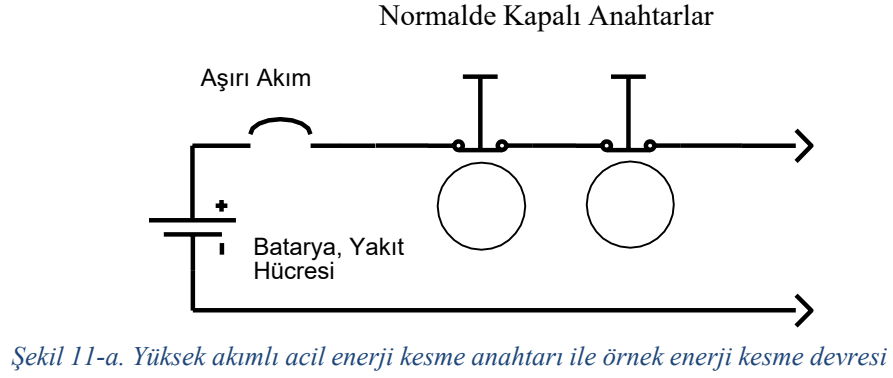 Normalde Kapalı Anahtarlar
Aşırı Akım
+
-
Batarya, Yakıt
Hücresi
Şekil 11-a. Yüksek akımlı acil enerji kesme anahtarı ile örnek enerji kesme devresi